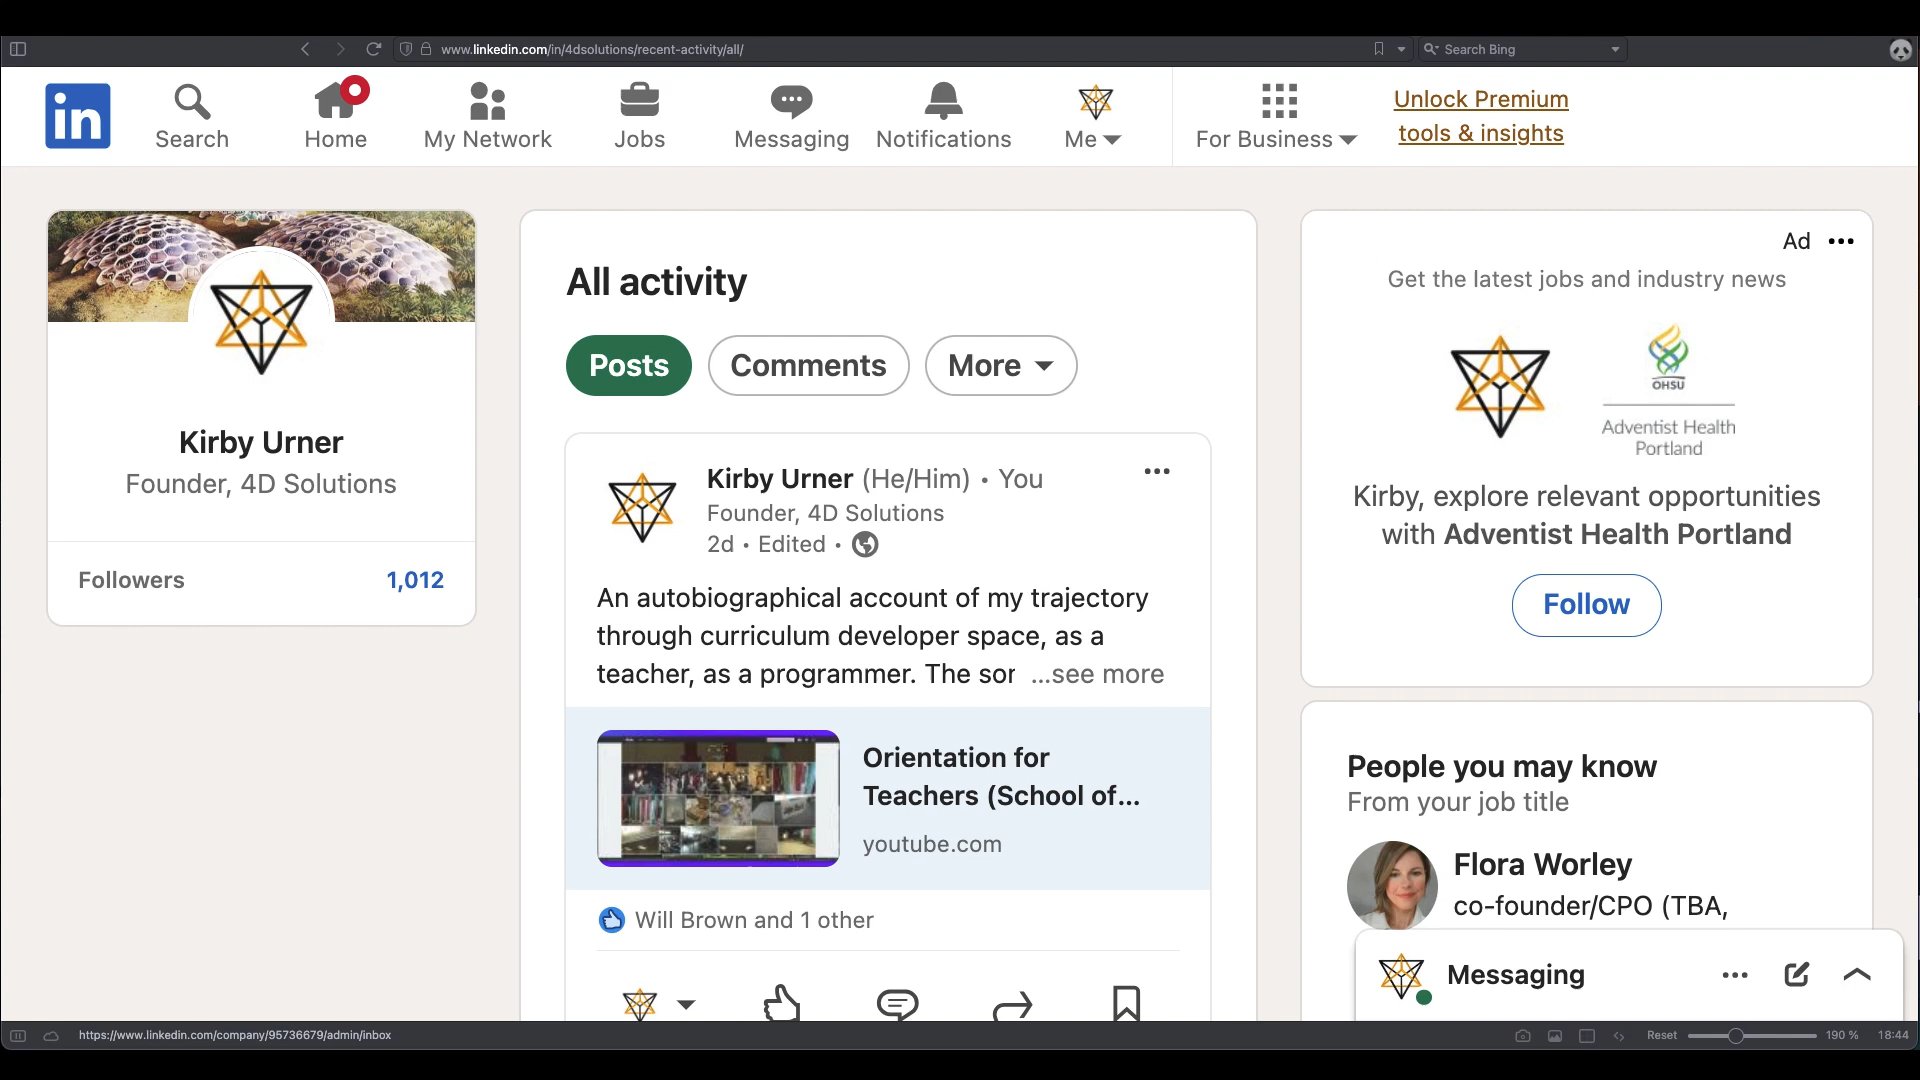 www.linkedin.com/in/4dsolutions/recent-activity/all/
Search Bing
in
Search
Home
My Network
Jobs
Messaging
Notifications
Me
For Business
Unlock Premium
tools & insights
Kirby Urner
Founder, 4D Solutions
Followers 1,012
All activity
Posts
Comments
More
Kirby Urner (He/Him) • You
Founder, 4D Solutions
2d • Edited •
An autobiographical account of my trajectory
through curriculum developer space, as a
teacher, as a programmer. The sor ...see more
Orientation for
Teachers (School of...
youtube.com
Will Brown and 1 other
Ad
Get the latest jobs and industry news
OHSU
Adventist Health
Portland
Kirby, explore relevant opportunities
with Adventist Health Portland
Follow
People you may know
From your job title
Flora Worley
co-founder/CPO (TBA,
Messaging
https://www.linkedin.com/company/95736679/admin/inbox
Reset
190 %
18:44